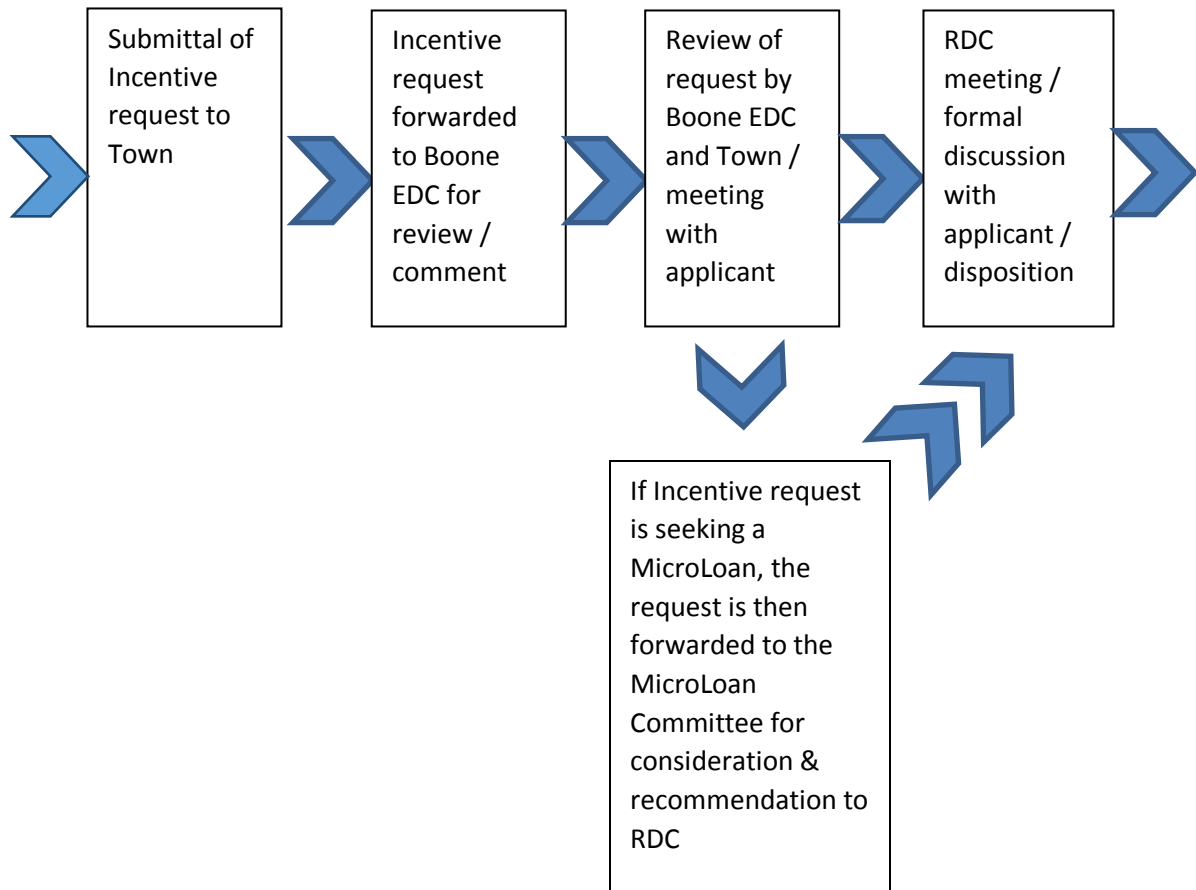 Submittal of
Incentive
request to
Town
Incentive
request
forwarded
to Boone
EDC for
review /
comment
Review of
request by
Boone EDC
and Town /
meeting
with
applicant
RDC
meeting /
formal
discussion
with
applicant /
disposition
If Incentive request
is seeking a
MicroLoan, the
request is then
forwarded to the
MicroLoan
Committee for
consideration &
recommendation to
RDC